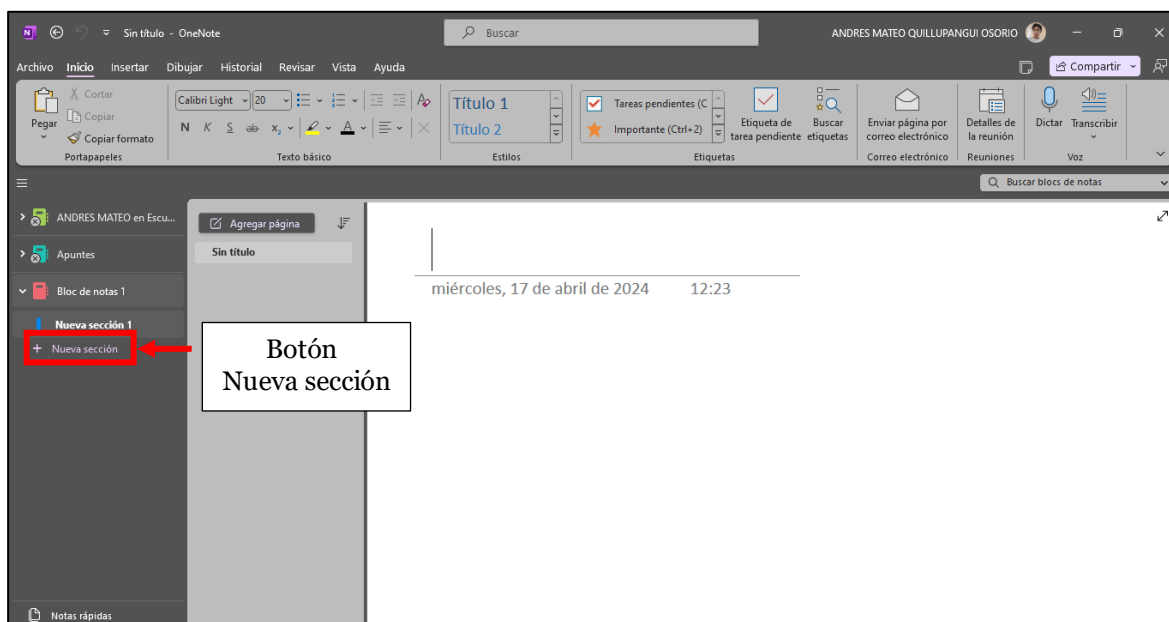 Sin título - OneNote
Buscar
ANDRES MATEO QUILLUPANGUI OSORIO
Archivo Inicio Insertar Dibujar Historial Revisar Vista Ayuda
Compartir
Pegar
Cortar
Copiar
Copiar formato
Portapapeles
Calibri Light 20
N K S ab x₂ A
Texto básico
Título 1
Título 2
Estilos
Tareas pendientes (C
Importante (Ctrl+2)
Etiqueta de
tarea pendiente
Buscar
etiquetas
Etiquetas
Enviar página por
correo electrónico
Correo electrónico
Detalles de
la reunión
Reuniones
Dictar
Transcribir
Voz
Buscar blocs de notas
ANDRES MATEO en Escu...
Apuntes
Bloc de notas 1
Nueva sección 1
+ Nueva sección
Notas rápidas
Agregar página
Sin título
miércoles, 17 de abril de 2024 12:23
Botón
Nueva sección